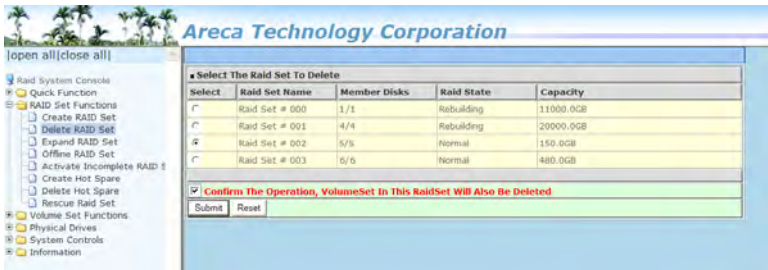 Areca Technology Corporation
|open all|close all|
Raid System Console
Quick Function
RAID Set Functions
Create RAID Set
Delete RAID Set
Expand RAID Set
Offline RAID Set
Activate Incomplete RAID S
Create Hot Spare
Delete Hot Spare
Rescue Raid Set
Volume Set Functions
Physical Drives
System Controls
Information
Select The Raid Set To Delete
Select Raid Set Name Member Disks Raid State Capacity
Raid Set # 000 1/1 Rebuilding 11000.0GB
Raid Set # 001 4/4 Rebuilding 20000.0GB
Raid Set # 002 5/5 Normal 150.0GB
Raid Set # 003 6/6 Normal 480.0GB
Confirm The Operation, VolumeSet In This RaidSet Will Also Be Deleted
Submit Reset